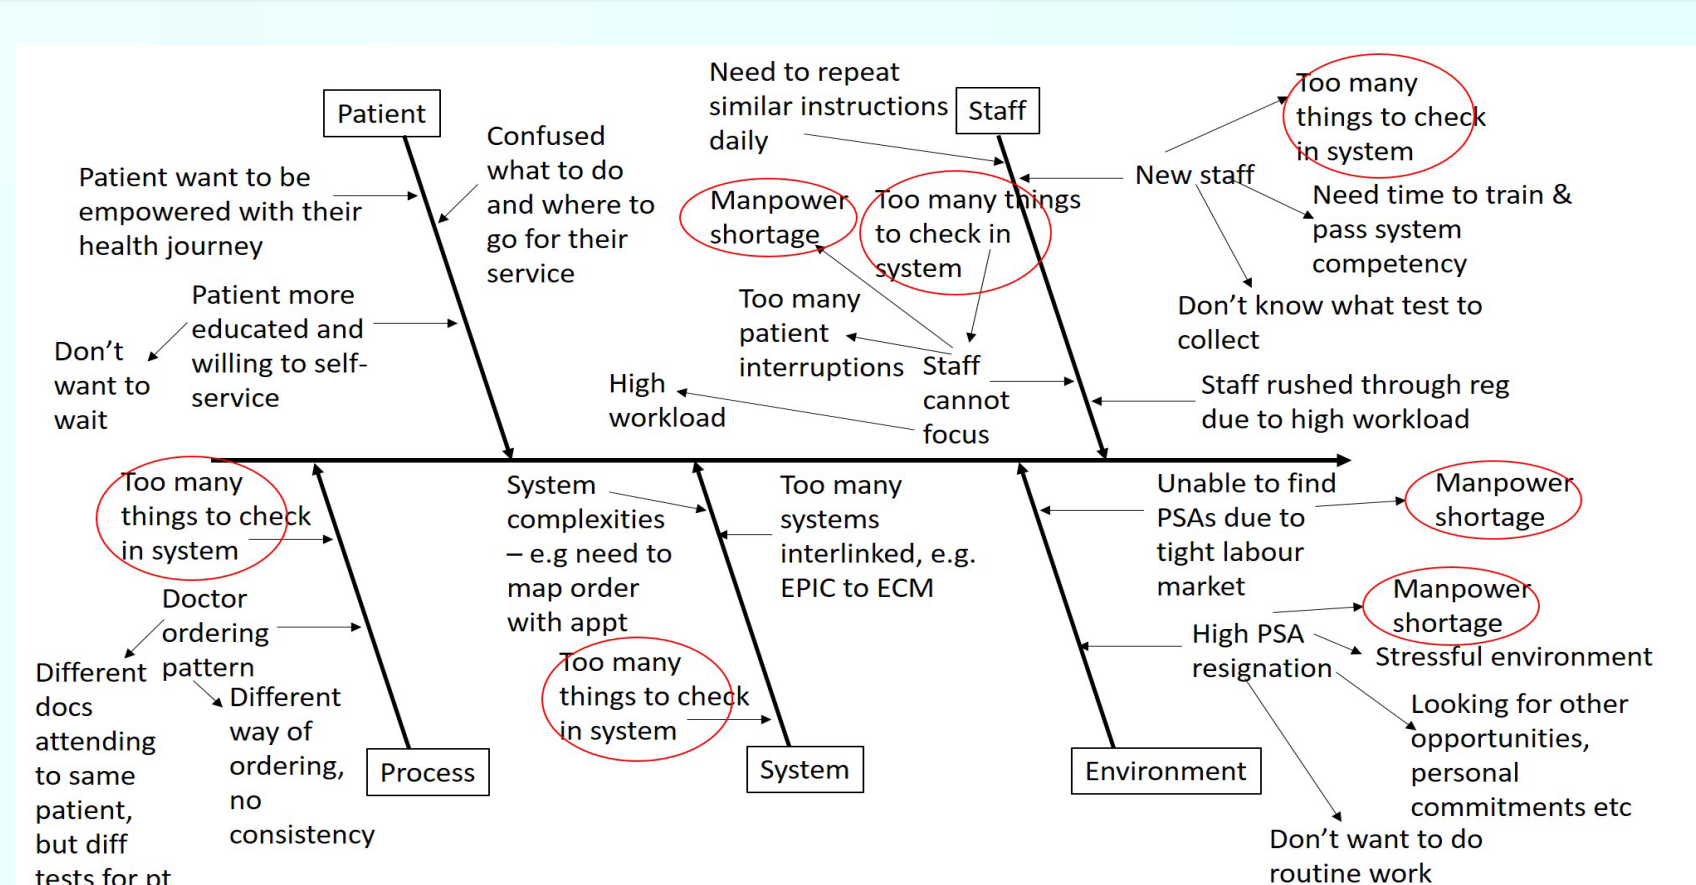 Patient
Patient want to be
empowered with their
health journey
Confused
what to do
and where to
go for their
service
Patient more
educated and
willing to self-
service
Don’t
want to
wait
Need to repeat
similar instructions
daily
Staff
Manpower
shortage
Too many things
to check in
system
Too many
patient
interruptions
High
workload
Staff
cannot
focus
New staff
Too many
things to check
in system
Need time to train &
pass system
competency
Don’t know what test to
collect
Staff rushed through reg
due to high workload
Too many
things to check
in system
Doctor
ordering
pattern
Different
docs
attending
to same
patient,
but diff
tests for pt
Different
way of
ordering,
no
consistency
Process
System
complexities
– e.g need to
map order
with appt
Too many
systems
interlinked, e.g.
EPIC to ECM
Too many
things to check
in system
System
Unable to find
PSAs due to
tight labour
market
Manpower
shortage
High PSA
resignation
Manpower
shortage
Stressful environment
Looking for other
opportunities,
personal
commitments etc
Don’t want to do
routine work
Environment